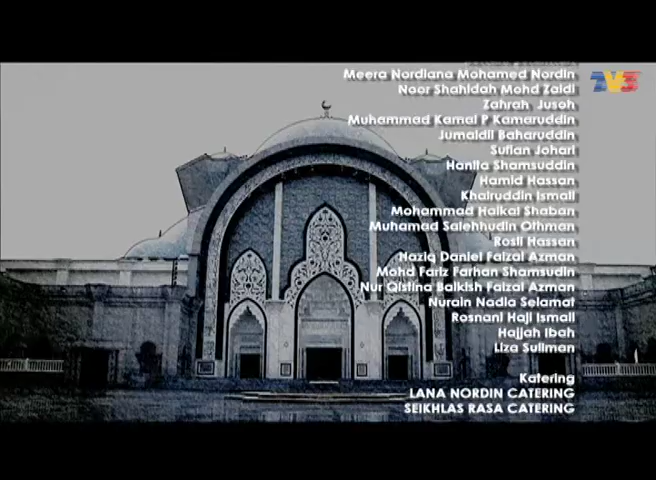 Meera Nordiana Mohamed Nordin
TV3
Noor Shahidah Mohd Zaidi
Zahrah Jusoh
Muhammad Kamal P Kamaruddin
Jumaidil Baharuddin
Sufian Johari
Hanita Shamsuddin
Hamid Hassan
Khairuddin Ismail
Mohammad Haikal Shaban
Muhamad Salehhudin Othman
Rosli Hassan
Naziq Daniel Faizal Azman
Mohd Fariz Farhan Shamsudin
Nur Qistina Balkish Faizal Azman
Nurain Nadia Selamat
Rosnani Haji Ismail
Hajjah Ibah
Liza Suliman
Katering
LANA NORDIN CATERING
SEIKHLAS RASA CATERING